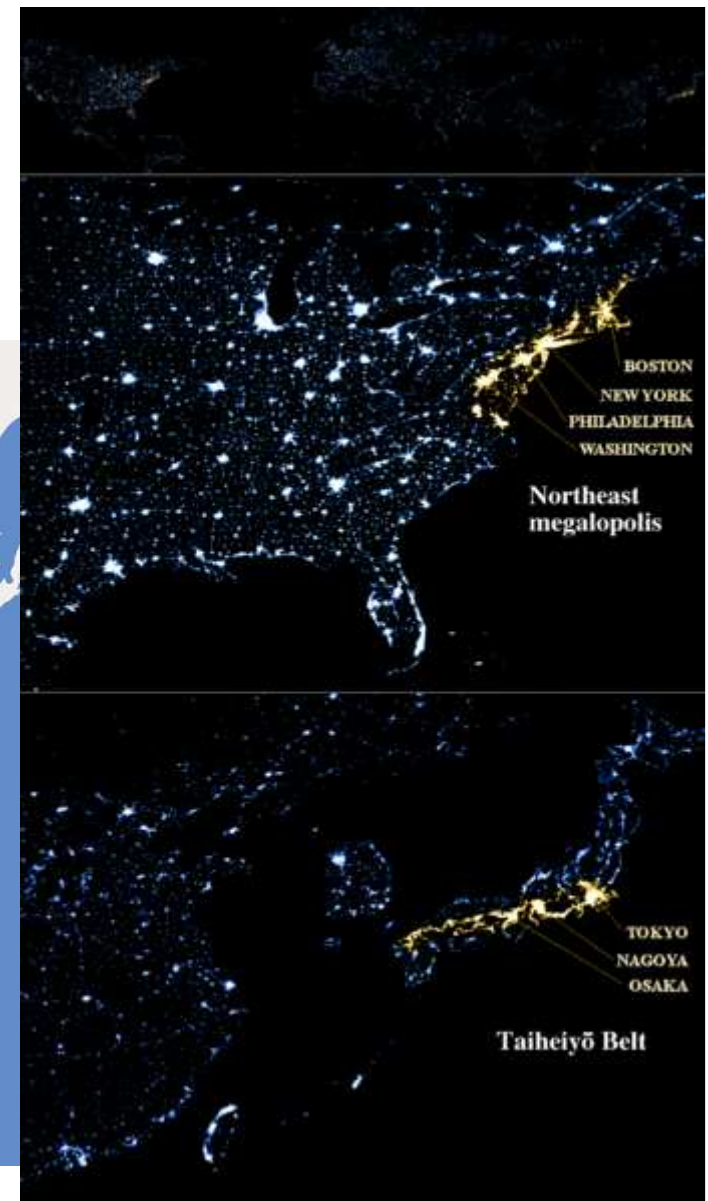 BOSTON
NEW YORK
PHILADELPHIA
WASHINGTON
Northeast
megalopolis
TOKYO
NAGOYA
OSAKA
Taiheiyō Belt